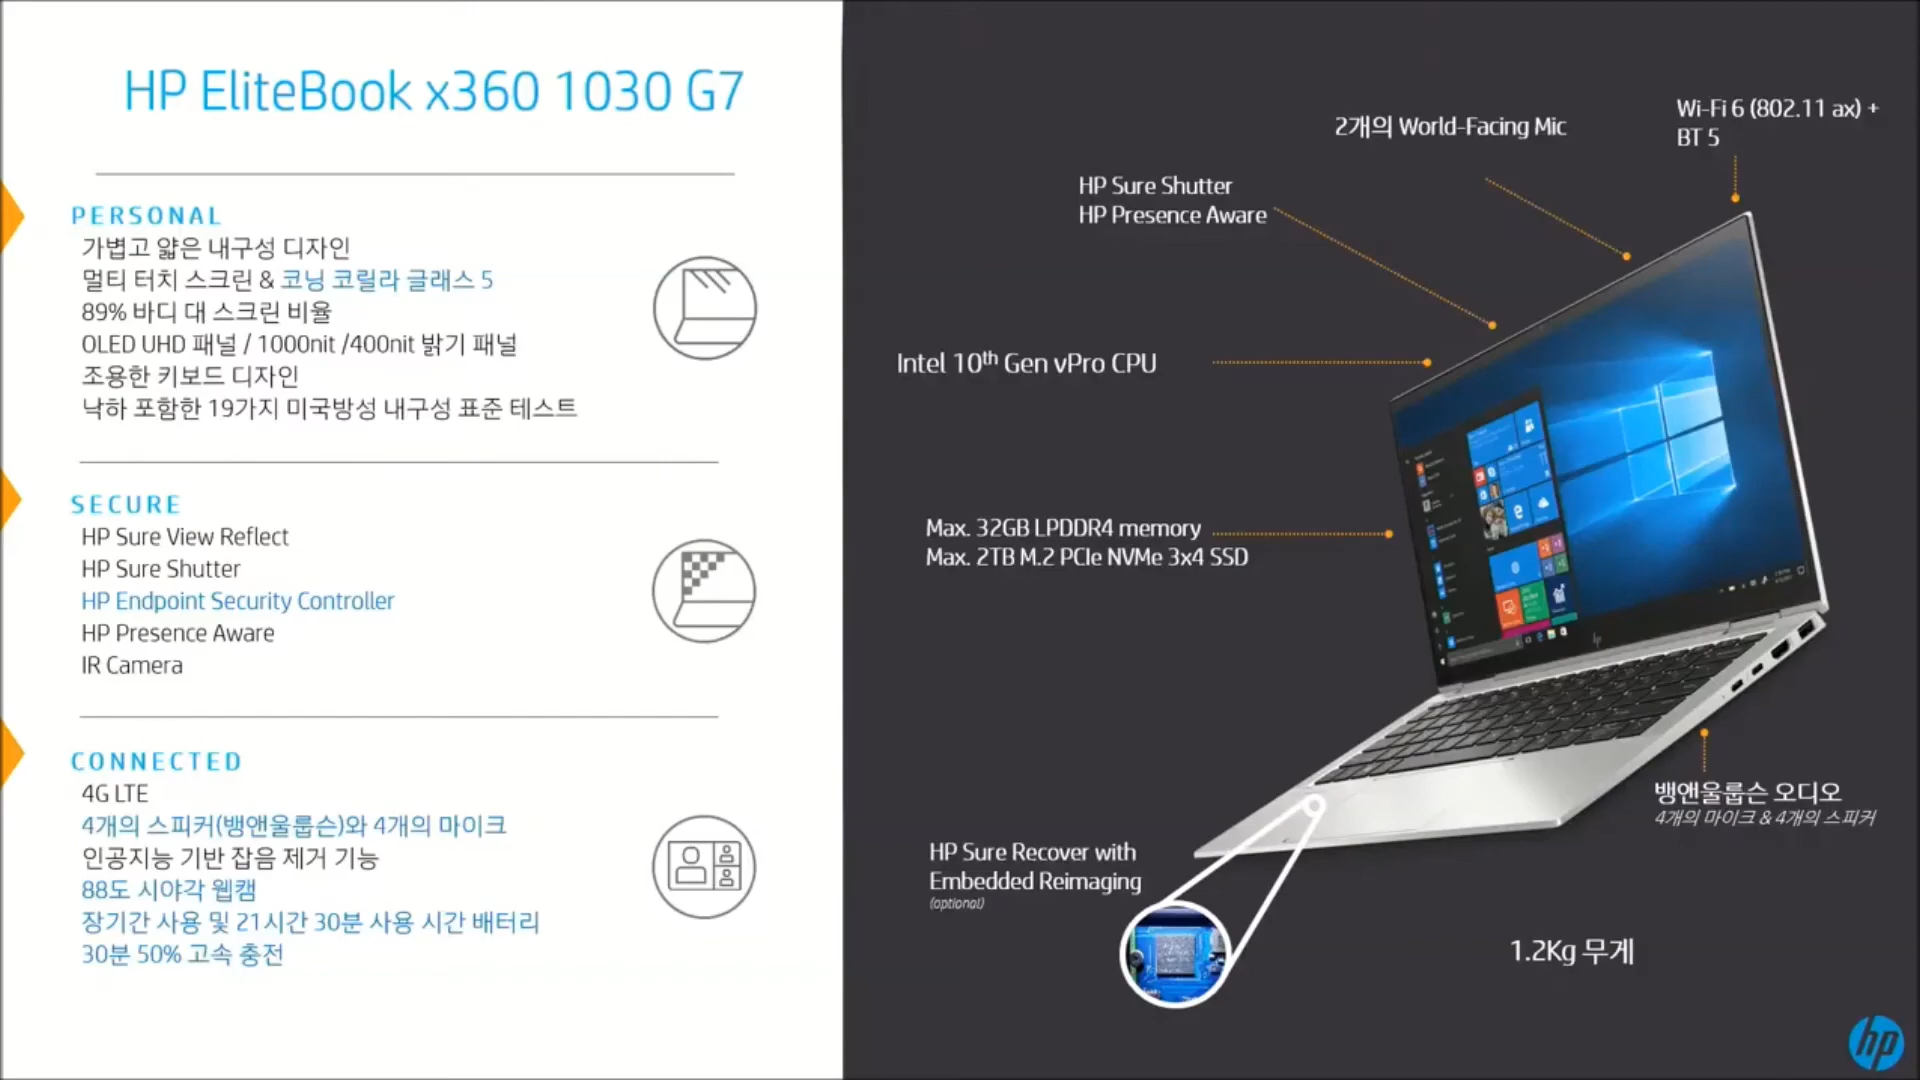 HP EliteBook x360 1030 G7
PERSONAL
가볍고 얇은 내구성 디자인
멀티 터치 스크린 & 코닝 코릴라 글래스 5
89% 바디 대 스크린 비율
OLED UHD 패널 / 1000nit /400nit 밝기 패널
조용한 키보드 디자인
낙하 포함한 19가지 미국방성 내구성 표준 테스트
SECURE
HP Sure View Reflect
HP Sure Shutter
HP Endpoint Security Controller
HP Presence Aware
IR Camera
CONNECTED
4G LTE
4개의 스피커(뱅앤울룹슨)와 4개의 마이크
인공지능 기반 잡음 제거 기능
88도 시야각 웹캠
장기간 사용 및 21시간 30분 사용 시간 배터리
30분 50% 고속 충전
2개의 World-Facing Mic
Wi-Fi 6 (802.11 ax) +
BT 5
HP Sure Shutter
HP Presence Aware
Intel 10th Gen vPro CPU
Max. 32GB LPDDR4 memory
Max. 2TB M.2 PCIe NVMe 3x4 SSD
뱅앤울룹슨 오디오
4개의 마이크 & 4개의 스피커
HP Sure Recover with
Embedded Reimaging
(optional)
1.2Kg 무게
hp